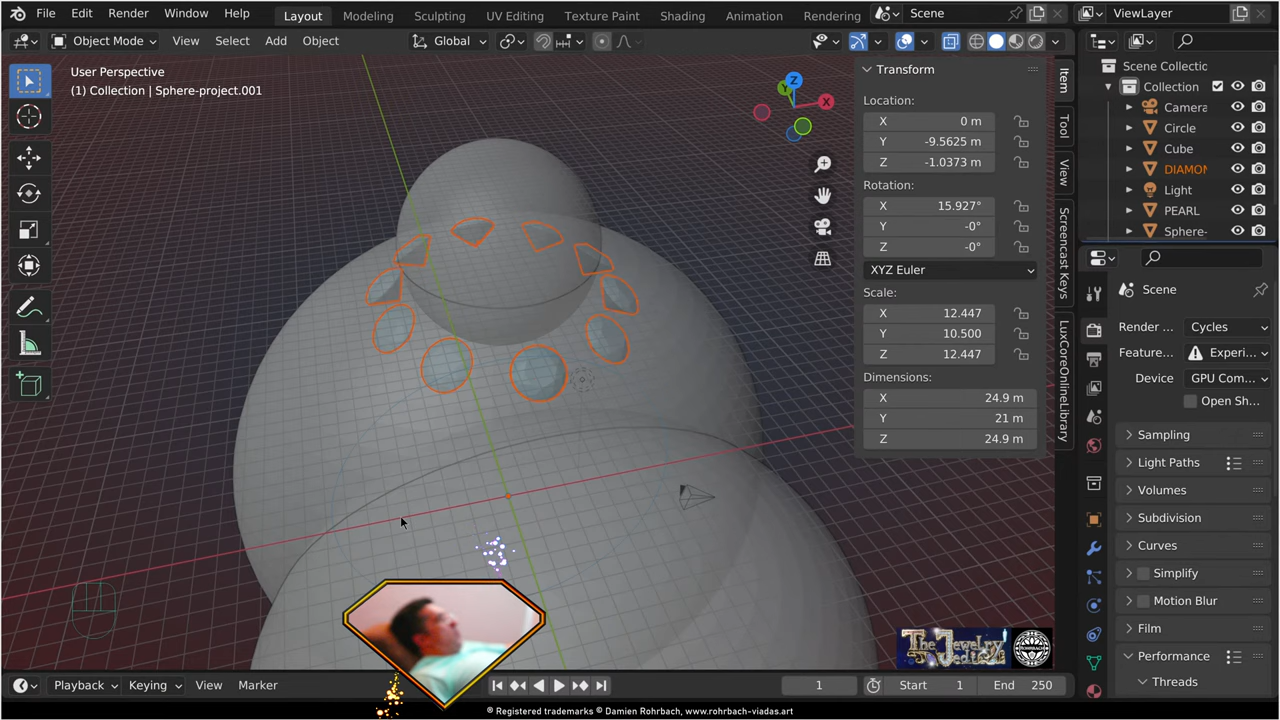 File Edit Render Window Help Layout Modeling Sculpting UV Editing Texture Paint Shading Animation Rendering Scene ViewLayer
Object Mode View Select Add Object Global
User Perspective
(1) Collection | Sphere-project.001
Z
Y
X
Transform
Location:
X 0 m
Y -9.5625 m
Z -1.0373 m
Rotation:
X 15.927°
Y -0°
Z -0°
XYZ Euler
Scale:
X 12.447
Y 10.500
Z 12.447
Dimensions:
X 24.9 m
Y 21 m
Z 24.9 m
Item
Tool
View
Screencast Keys
LuxCoreOnlineLibrary
Scene Collectic
Collection
Camera
Circle
Cube
DIAMON
Light
PEARL
Sphere-
Scene
Render ... Cycles
Feature... Experi...
Device GPU Com...
Open Sh...
Sampling
Light Paths
Volumes
Subdivision
Curves
Simplify
Motion Blur
Film
Performance
Threads
The Jewelry Vedias
ROHRBACH
Playback Keying View Marker 1 Start 1 End 250
® Registered trademarks © Damien Rohrbach, www.rohrbach-viadas.art